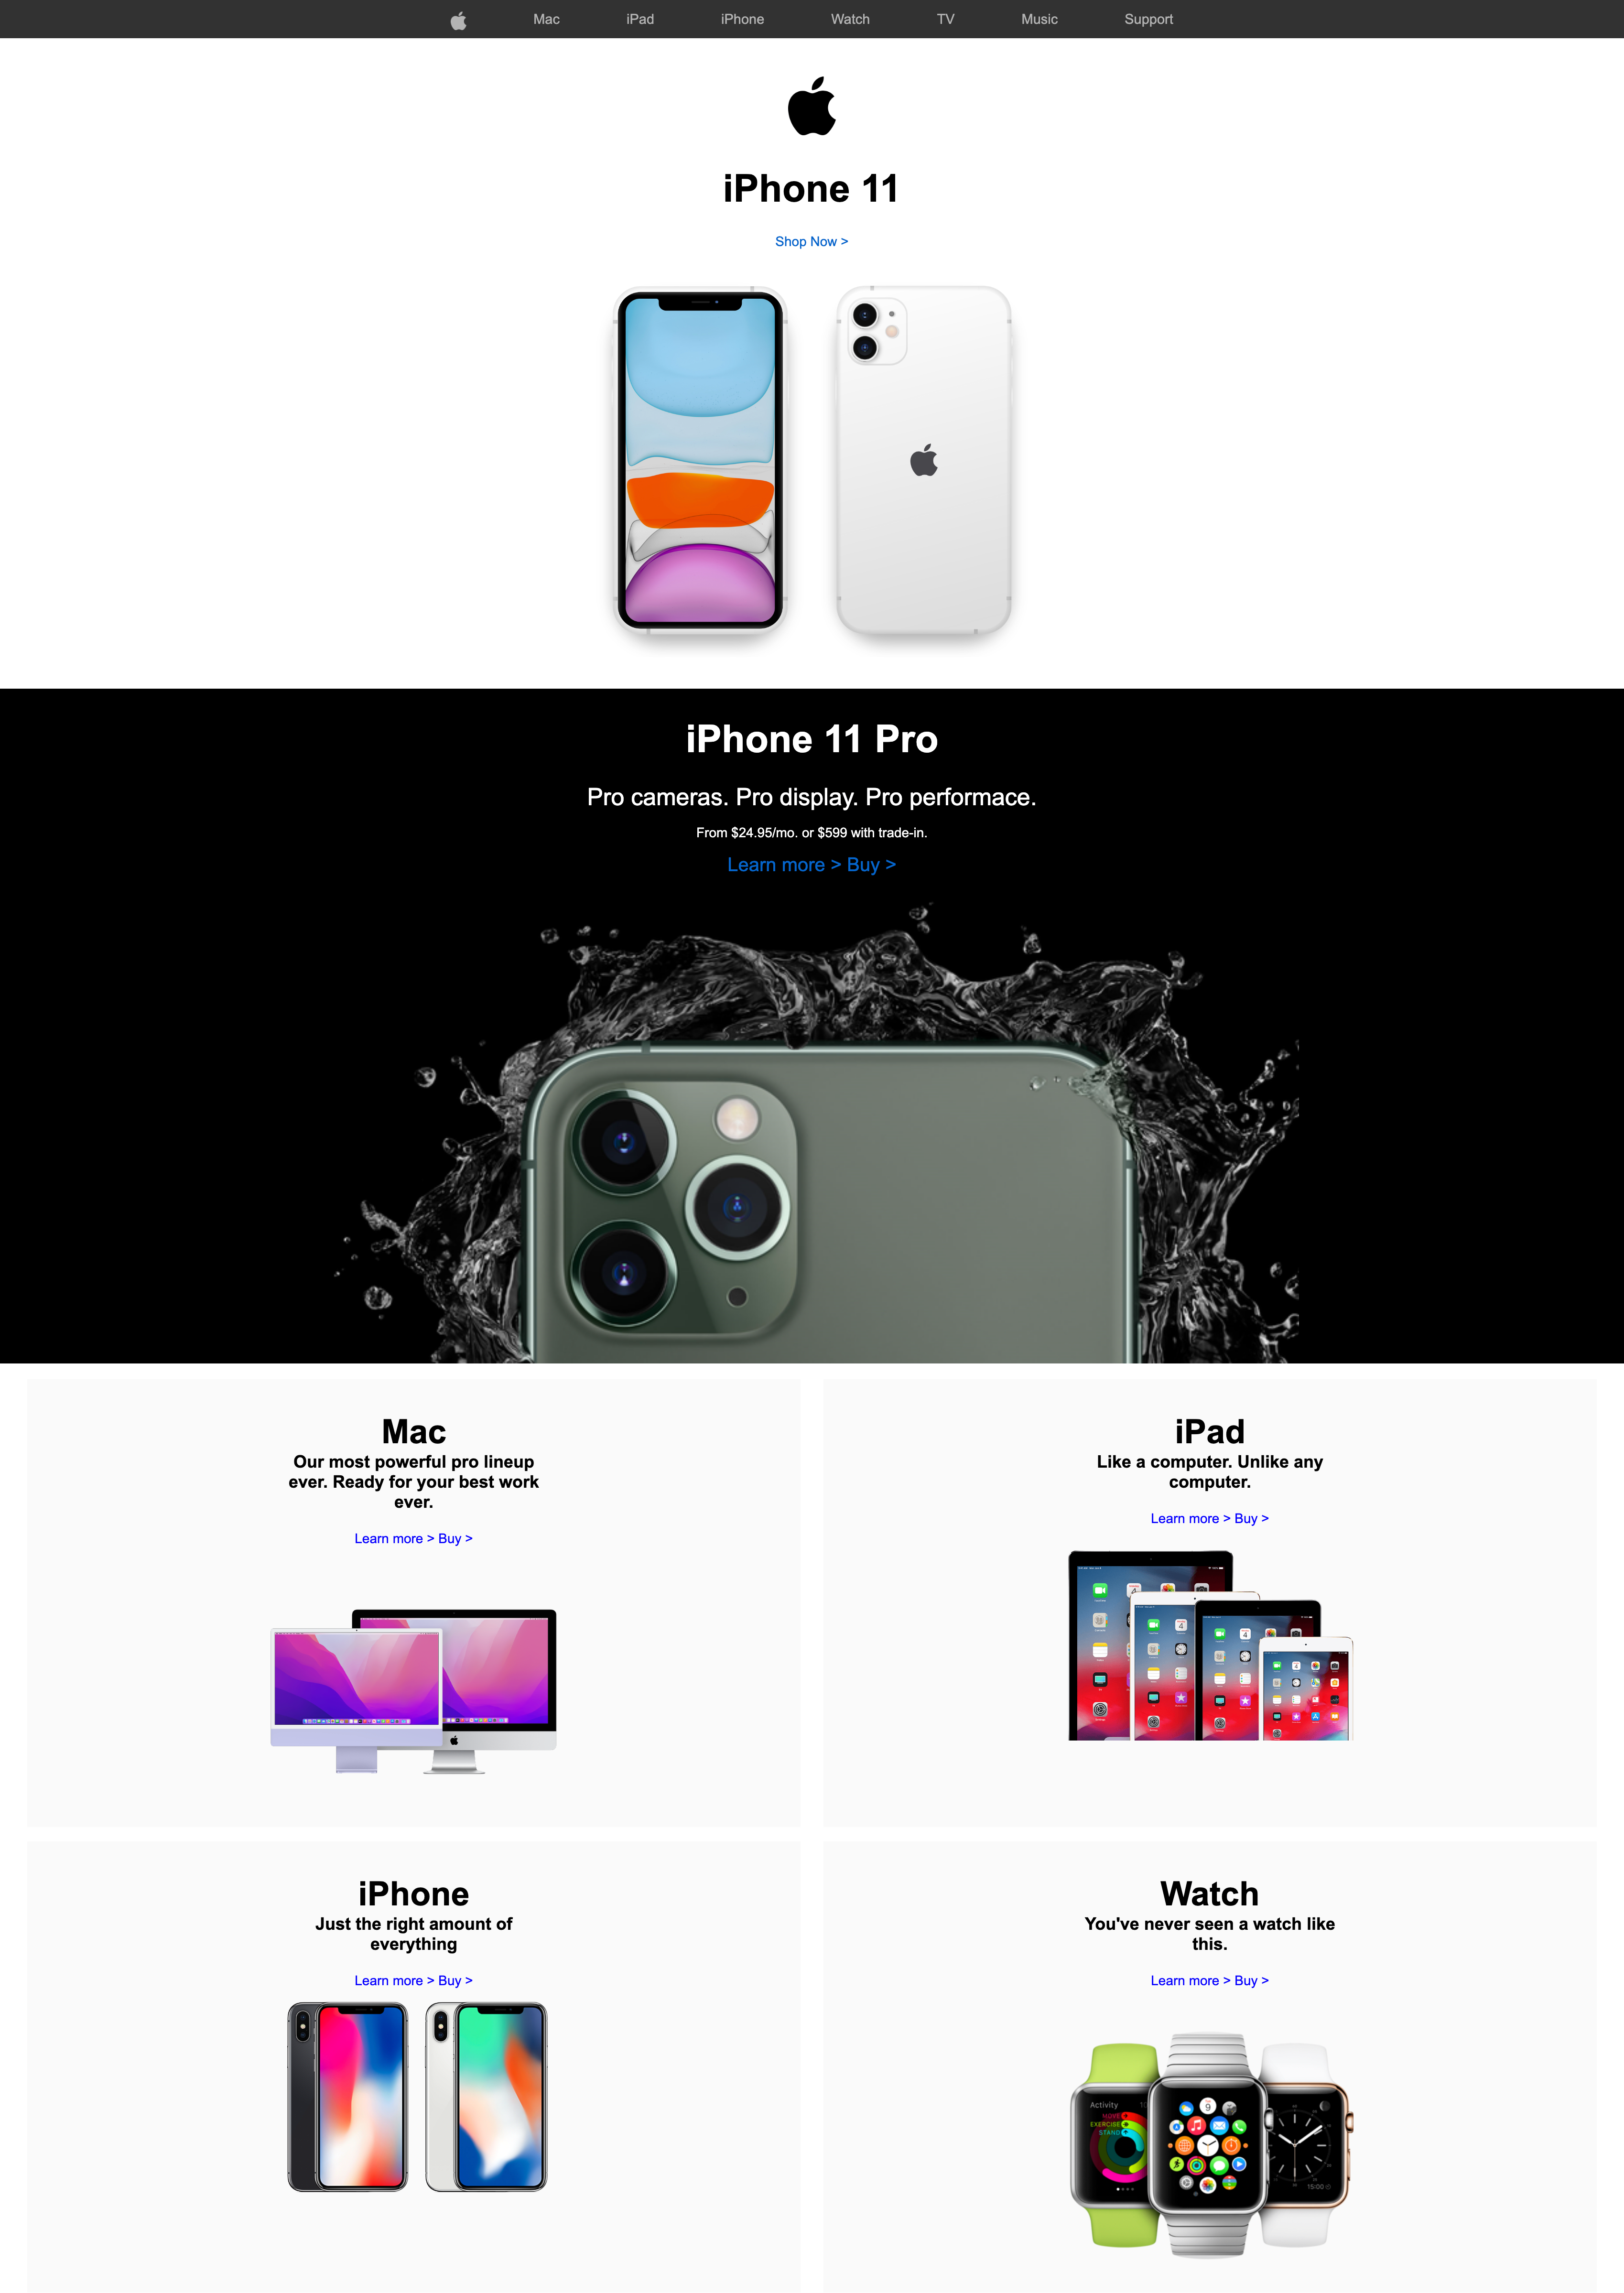 Mac iPad iPhone Watch TV Music Support
iPhone 11
Shop Now >
iPhone 11 Pro
Pro cameras. Pro display. Pro performace.
From $24.95/mo. or $599 with trade-in.
Learn more > Buy >
Mac
Our most powerful pro lineup
ever. Ready for your best work
ever.
Learn more > Buy >
iPad
Like a computer. Unlike any
computer.
Learn more > Buy >
iPhone
Just the right amount of
everything
Learn more > Buy >
Watch
You've never seen a watch like
this.
Learn more > Buy >
Activity
MOVE
EXERCISE
STAND
9
15:00